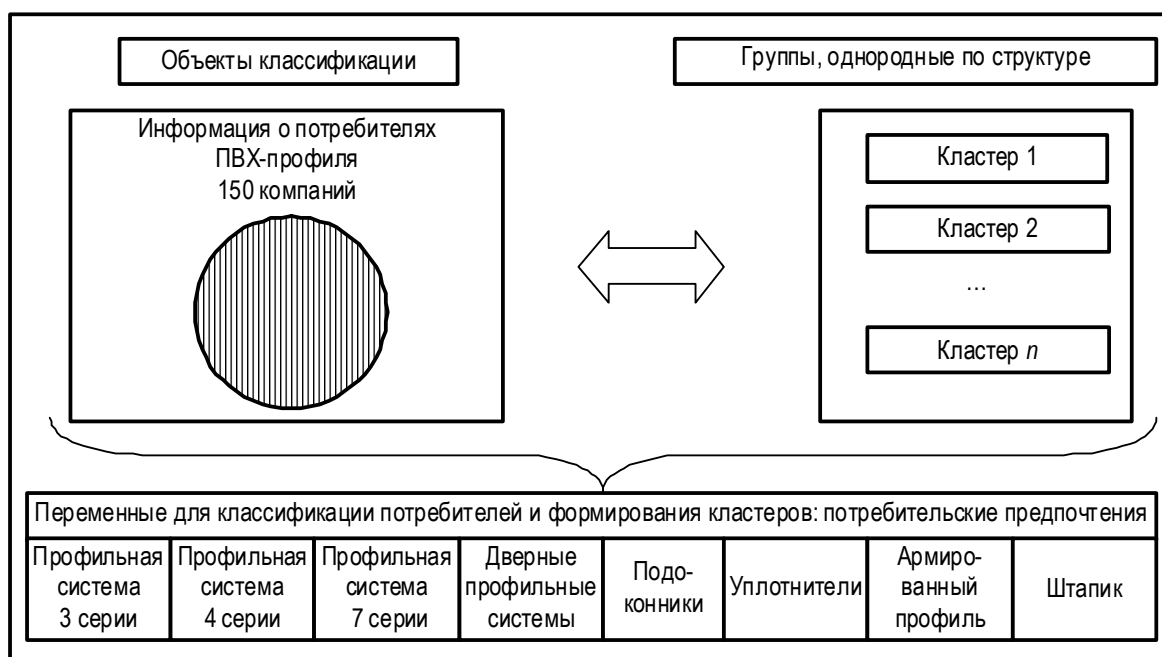 Объекты классификации
Группы, однородные по структуре
Информация о потребителях
ПВХ-профиля
150 компаний
Кластер 1
Кластер 2
...
Кластер n
Переменные для классификации потребителей и формирования кластеров: потребительские предпочтения
Профильная
система
3 серии
Профильная
система
4 серии
Профильная
система
7 серии
Дверные
профильные
системы
Подо-
конники
Уплотнители
Армиро-
ванный
профиль
Штапик